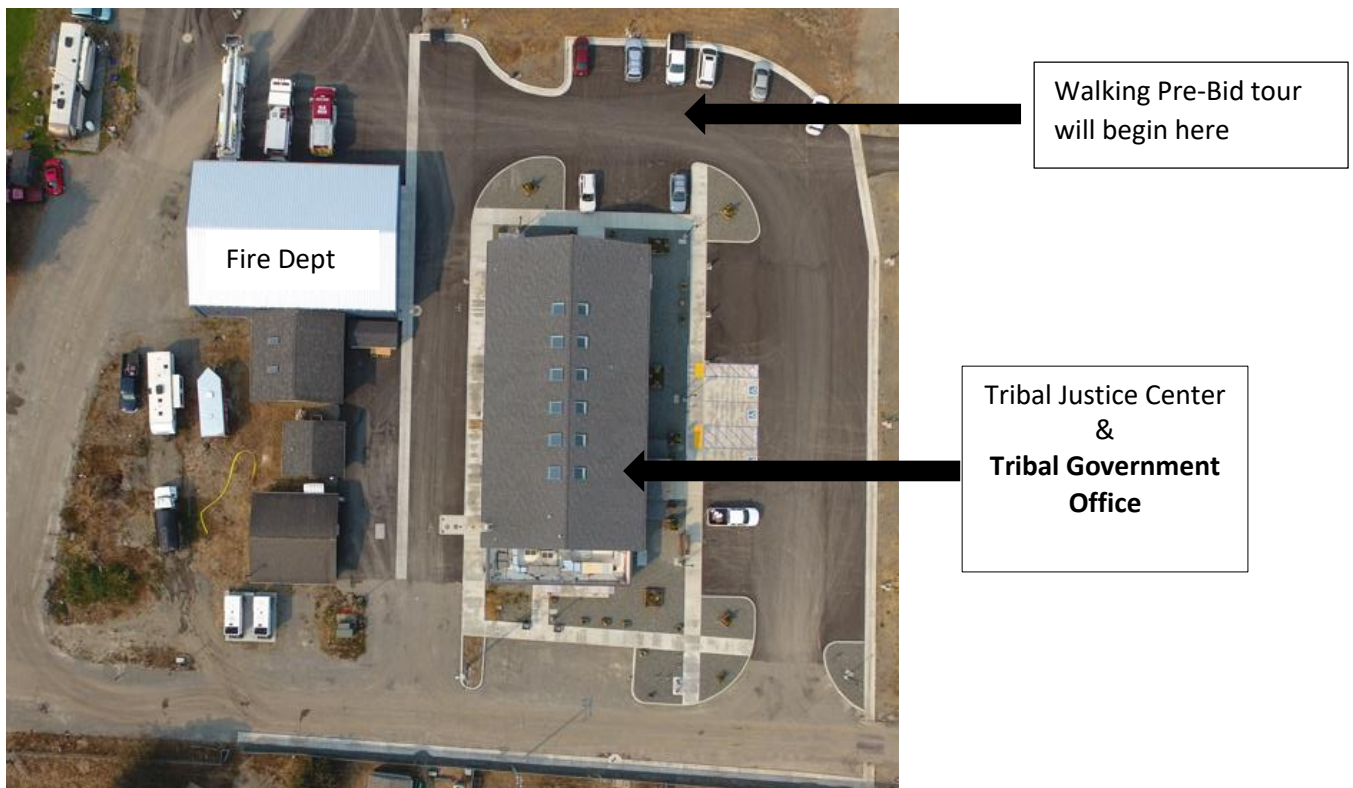 Walking Pre-Bid tour
will begin here
Fire Dept
Tribal Justice Center
&
Tribal Government
Office